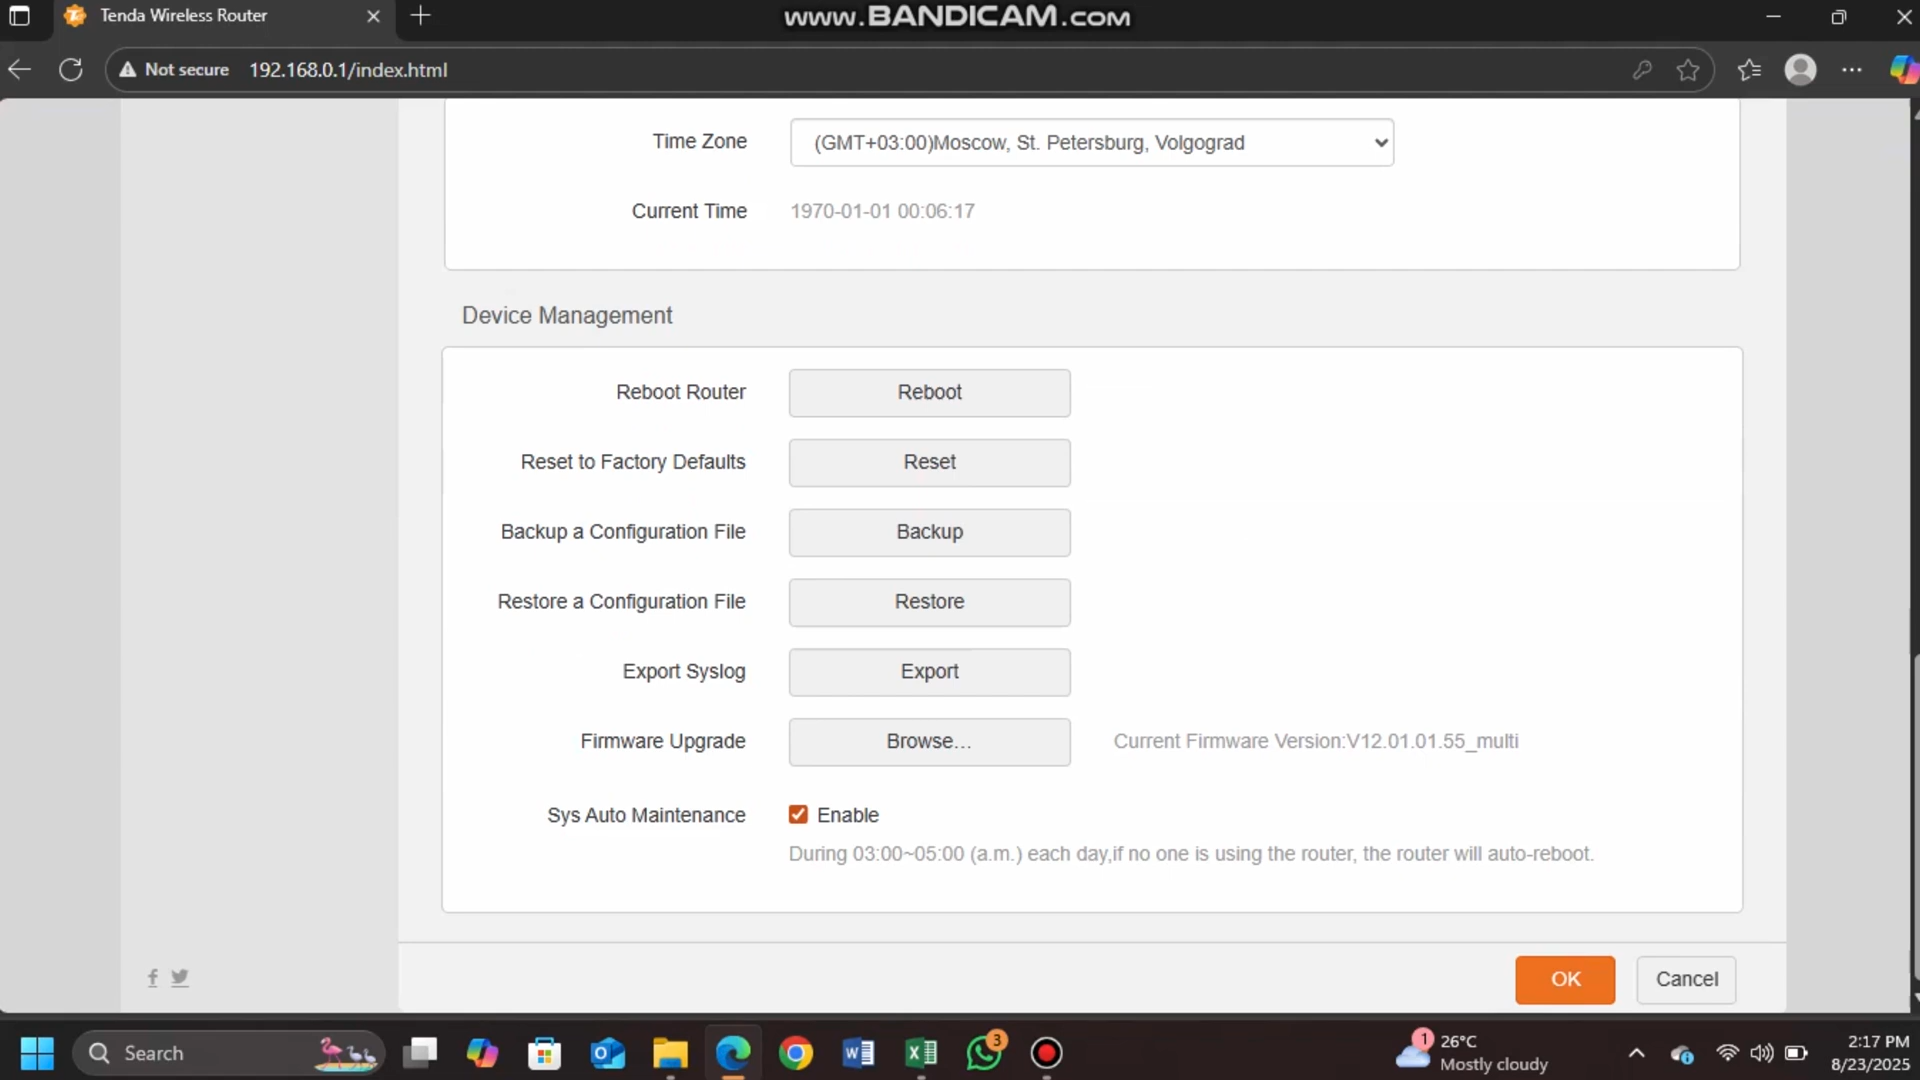 Tenda Wireless Router
www.BANDICAM.com
Not secure 192.168.0.1/index.html
Time Zone (GMT+03:00)Moscow, St. Petersburg, Volgograd
Current Time 1970-01-01 00:06:17
Device Management
Reboot Router Reboot
Reset to Factory Defaults Reset
Backup a Configuration File Backup
Restore a Configuration File Restore
Export Syslog Export
Firmware Upgrade Browse... Current Firmware Version:V12.01.01.55_multi
Sys Auto Maintenance Enable
During 03:00~05:00 (a.m.) each day,if no one is using the router, the router will auto-reboot.
OK Cancel
Search
3
1
26°C
Mostly cloudy
2:17 PM
8/23/2025